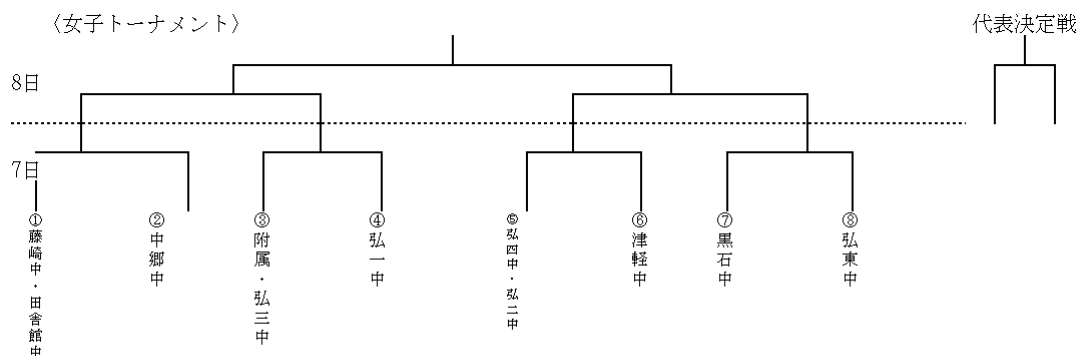 〈女子トーナメント〉
代表決定戦
8日
7日
①藤崎中・田舎館中
②中郷中
③附属・弘三中
④弘一中
⑤弘四中・弘二中
⑥津軽中
⑦黒石中
⑧弘東中